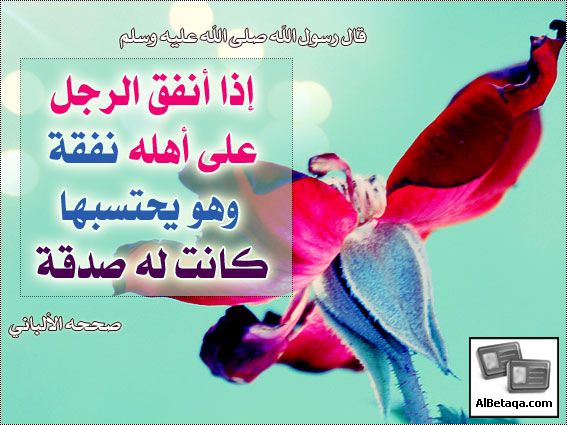 قال رسول الله صلى الله عليه وسلم
إذا أنفق الرجل
على أهله نفقة
وهو يحتسبها
كانت له صدقة
صححه الألباني
AlBetaqa.com